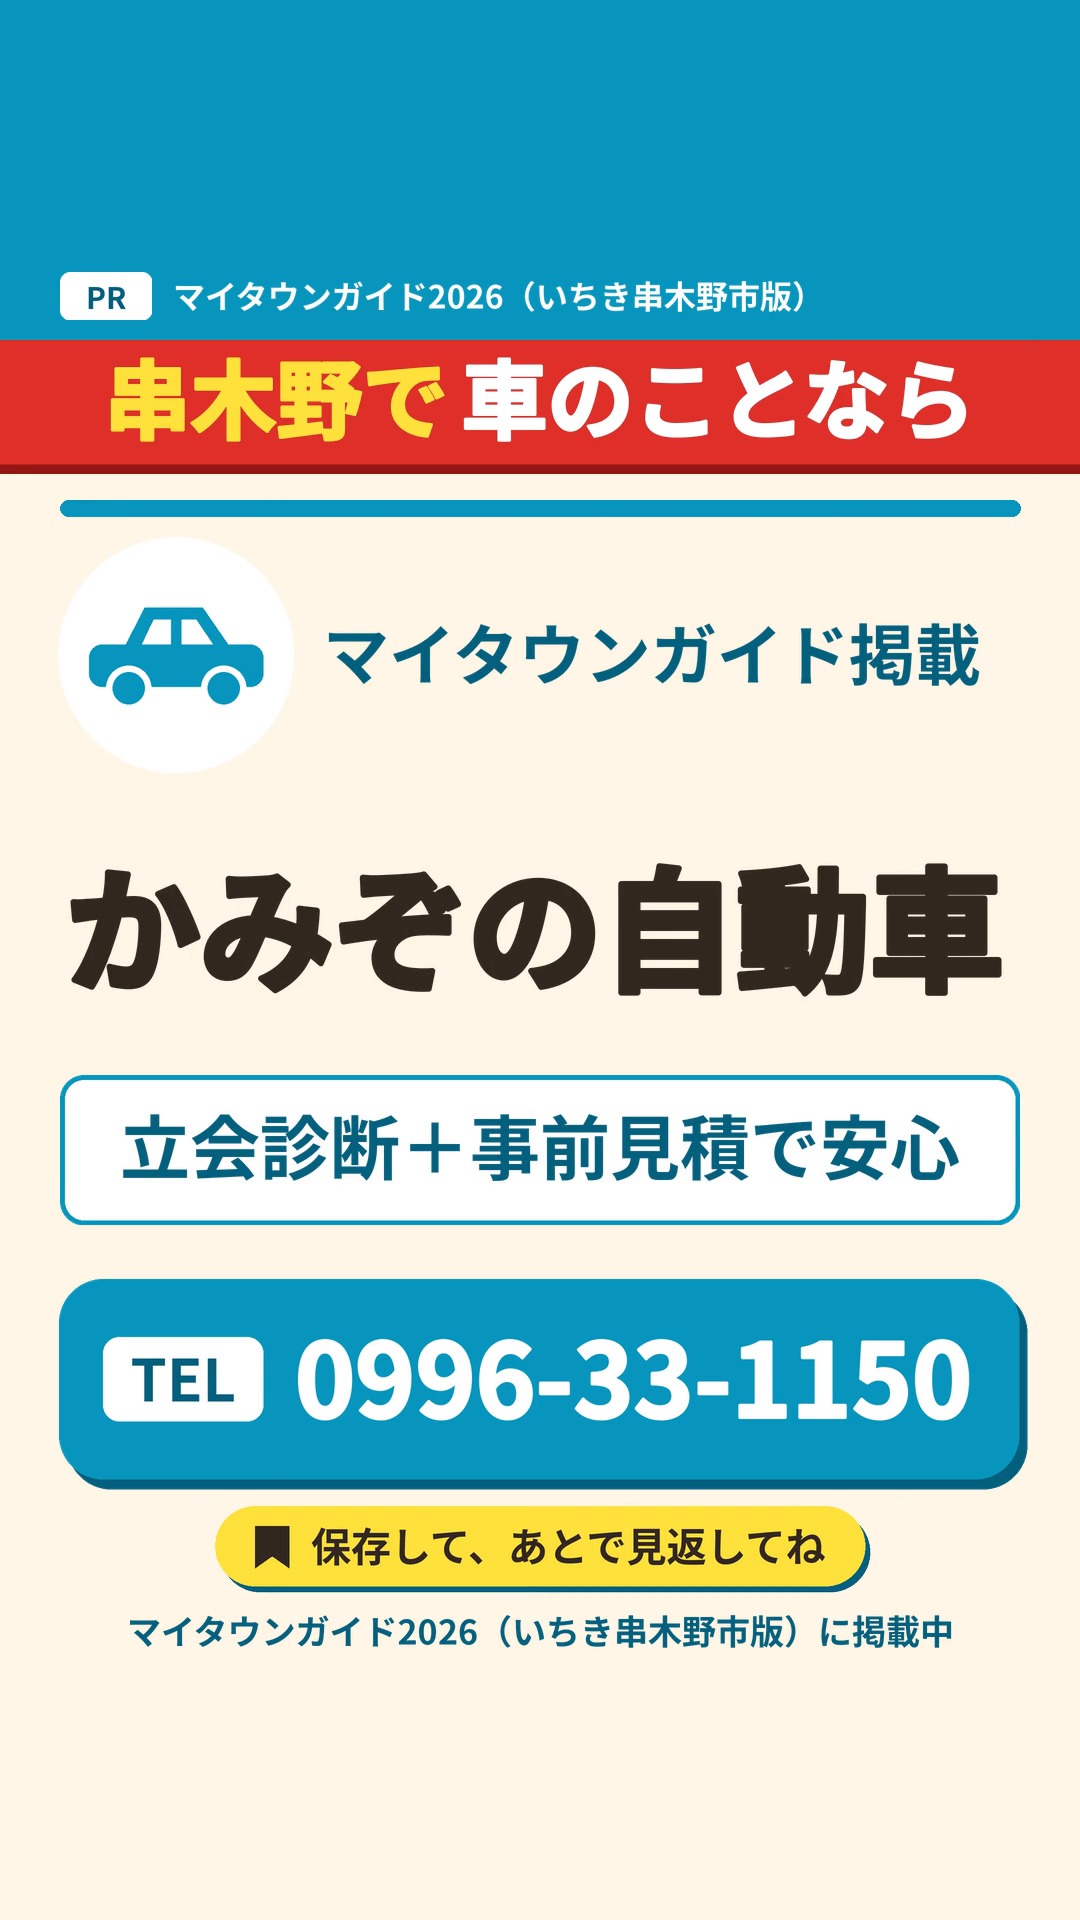 PR マイタウンガイド2026（いちき串木野市版）
串木野で 車のことなら
マイタウンガイド掲載
かみぞの自動車
立会診断＋事前見積で安心
TEL 0996-33-1150
保存して、あとで見返してね
マイタウンガイド2026（いちき串木野市版）に掲載中